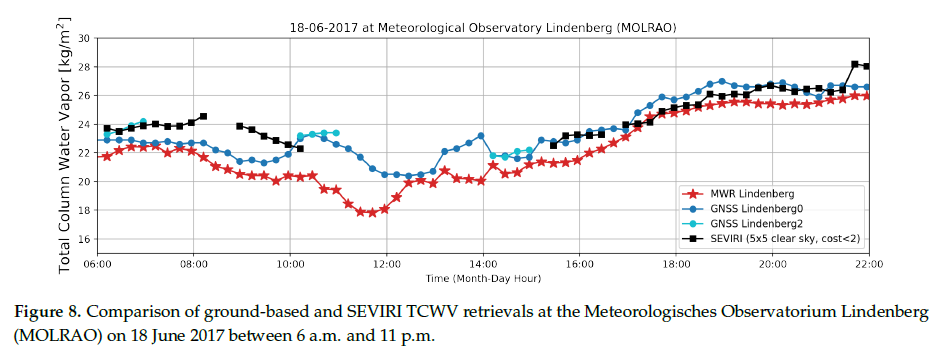 18-06-2017 at Meteorological Observatory Lindenberg (MOLRAO)
Total Column Water Vapor [kg/m²]
30
28
26
24
22
20
18
16
MWR Lindenberg
GNSS Lindenberg0
GNSS Lindenberg2
SEVIRI (5x5 clear sky, cost<2)
06:00 08:00 10:00 12:00 14:00 16:00 18:00 20:00 22:00
Time (Month-Day Hour)
Figure 8. Comparison of ground-based and SEVIRI TCWV retrievals at the Meteorologisches Observatorium Lindenberg
(MOLRAO) on 18 June 2017 between 6 a.m. and 11 p.m.